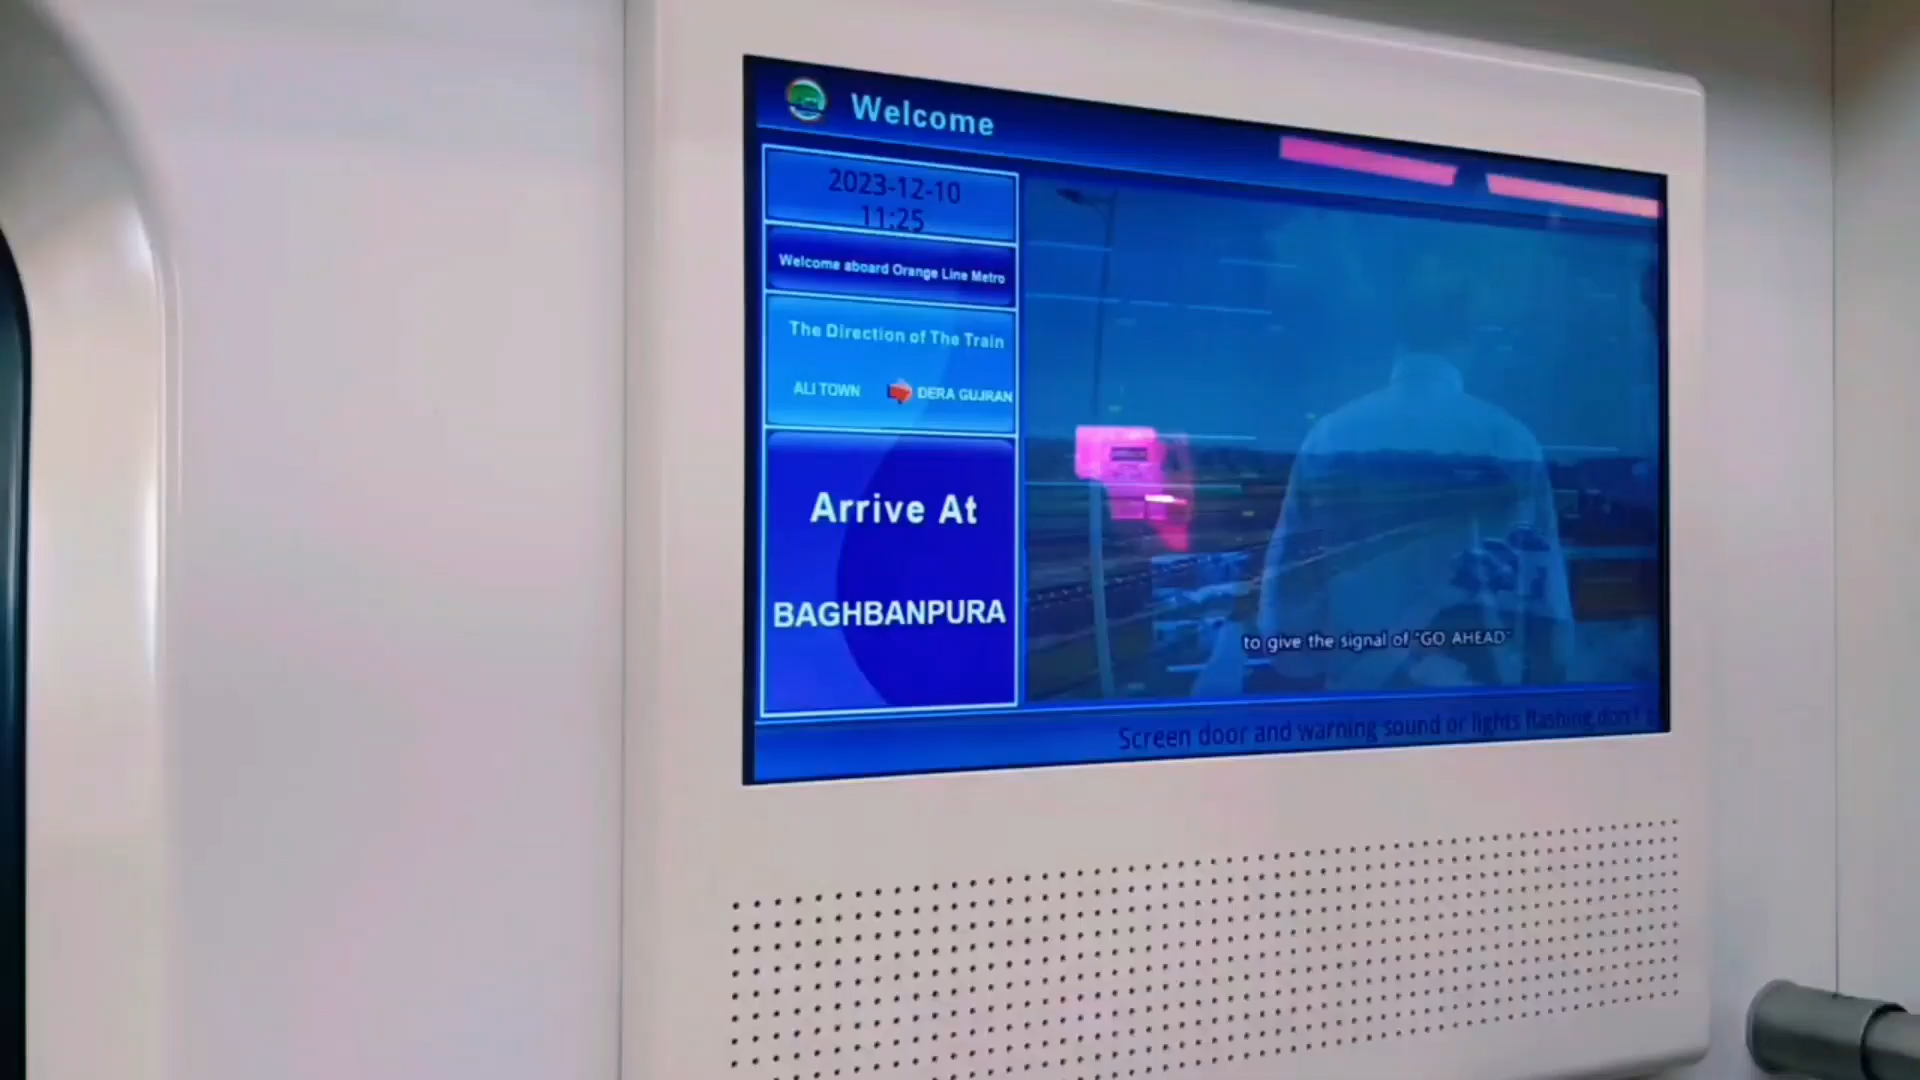 Welcome
2023-12-10
11:25
Welcome aboard Orange Line Metro
The Direction of The Train
ALI TOWN DERA GUJRAN
Arrive At
BAGHBANPURA
to give the signal of "GO AHEAD"
Screen door and warning sound or lights flashing,don't